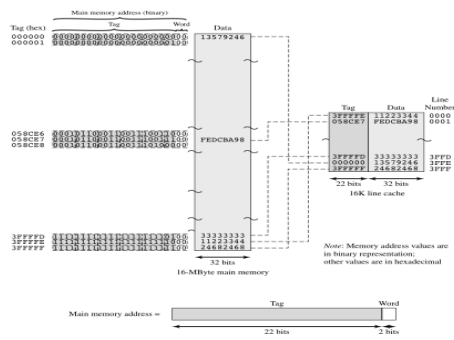 Main memory address (binary)
Tag (hex)
Tag
Word
Data
000000
000001
13579246
058CE6
058CE7
058CE8
FEDCBA98
3FFFFD
3FFFFE
3FFFFF
33333333
11223344
24682468
32 bits
16-MByte main memory
Tag
Data
Line
Number
3FFFFE 11223344 0000
058CE7 FEDCBA98 0001
3FFFFD 33333333 3FFD
000000 13579246 3FFE
3FFFFF 24682468 3FFF
22 bits
32 bits
16K line cache
Note: Memory address values are
in binary representation;
other values are in hexadecimal
Tag
Word
Main memory address =
22 bits
2 bits